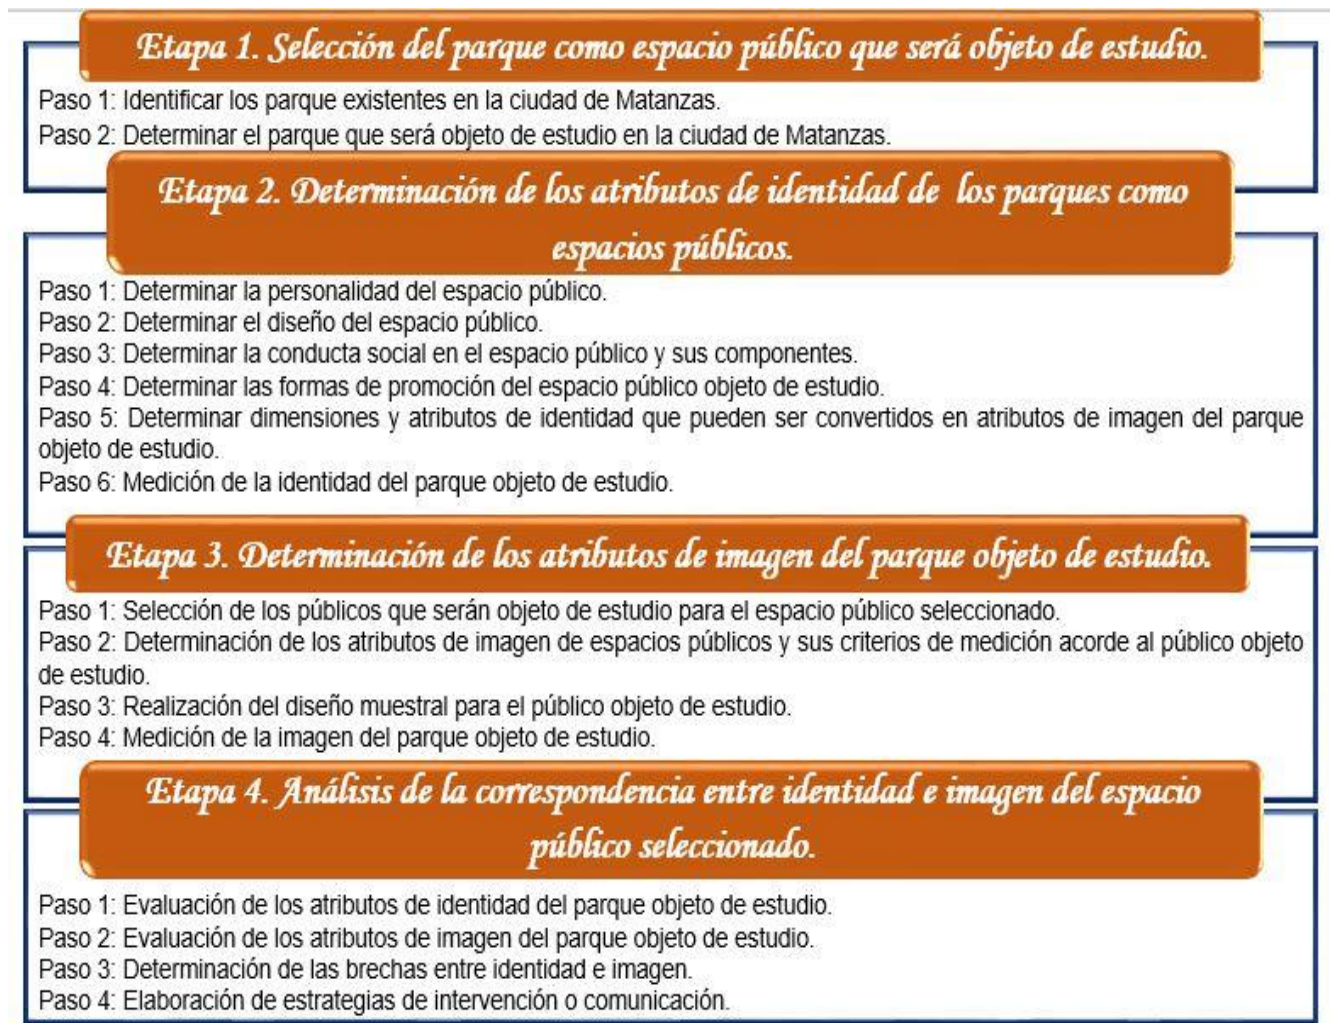 Etapa 1. Selección del parque como espacio público que será objeto de estudio.
Paso 1: Identificar los parque existentes en la ciudad de Matanzas.
Paso 2: Determinar el parque que será objeto de estudio en la ciudad de Matanzas.
Etapa 2. Determinación de los atributos de identidad de los parques como
espacios públicos.
Paso 1: Determinar la personalidad del espacio público.
Paso 2: Determinar el diseño del espacio público.
Paso 3: Determinar la conducta social en el espacio público y sus componentes.
Paso 4: Determinar las formas de promoción del espacio público objeto de estudio.
Paso 5: Determinar dimensiones y atributos de identidad que pueden ser convertidos en atributos de imagen del parque
objeto de estudio.
Paso 6: Medición de la identidad del parque objeto de estudio.
Etapa 3. Determinación de los atributos de imagen del parque objeto de estudio.
Paso 1: Selección de los públicos que serán objeto de estudio para el espacio público seleccionado.
Paso 2: Determinación de los atributos de imagen de espacios públicos y sus criterios de medición acorde al público objeto
de estudio.
Paso 3: Realización del diseño muestral para el público objeto de estudio.
Paso 4: Medición de la imagen del parque objeto de estudio.
Etapa 4. Análisis de la correspondencia entre identidad e imagen del espacio
público seleccionado.
Paso 1: Evaluación de los atributos de identidad del parque objeto de estudio.
Paso 2: Evaluación de los atributos de imagen del parque objeto de estudio.
Paso 3: Determinación de las brechas entre identidad e imagen.
Paso 4: Elaboración de estrategias de intervención o comunicación.